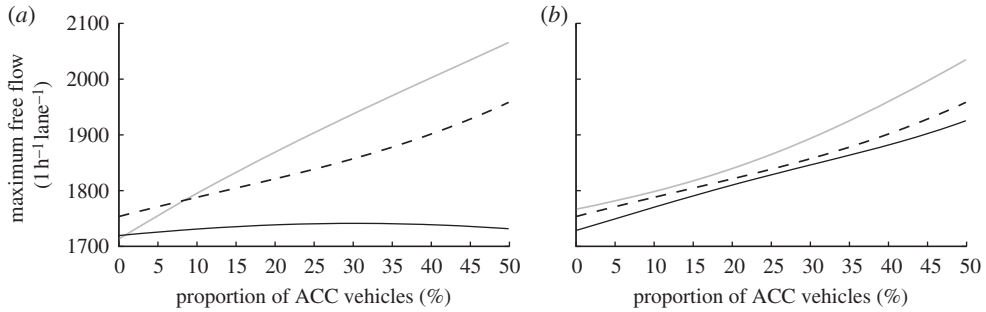 (a)
2100
2000
1900
1800
1700
maximum free flow
(1 h⁻¹ lane⁻¹)
0 5 10 15 20 25 30 35 40 45 50
proportion of ACC vehicles (%)
(b)
0 5 10 15 20 25 30 35 40 45 50
proportion of ACC vehicles (%)